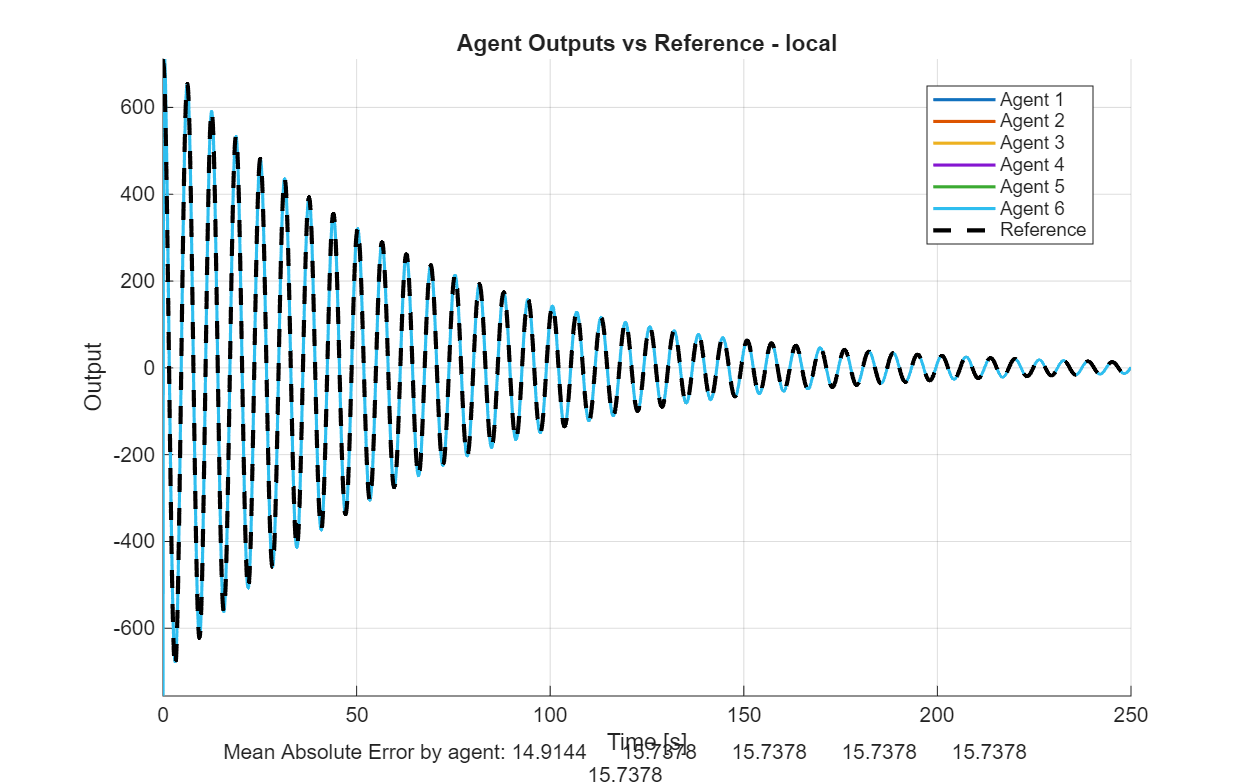 Agent Outputs vs Reference - local
600
400
200
0
-200
-400
-600
Output
Agent 1
Agent 2
Agent 3
Agent 4
Agent 5
Agent 6
Reference
0 50 100 150 200 250
Time [s]
Mean Absolute Error by agent: 14.9144 15.7378 15.7378 15.7378 15.7378
15.7378